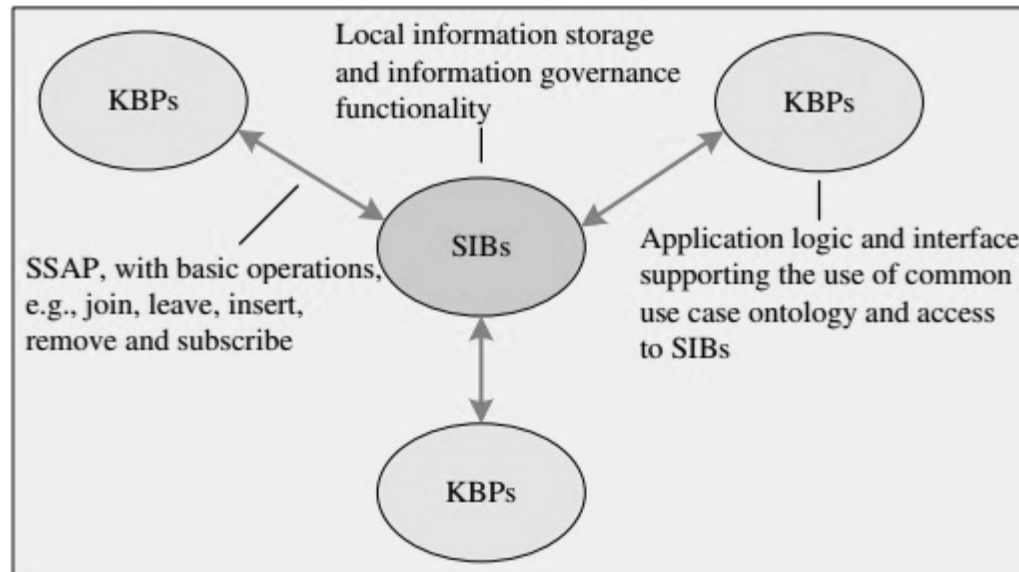 KBPs
Local information storage
and information governance
functionality
KBPs
SIBs
SSAP, with basic operations,
e.g., join, leave, insert,
remove and subscribe
Application logic and interface
supporting the use of common
use case ontology and access
to SIBs
KBPs